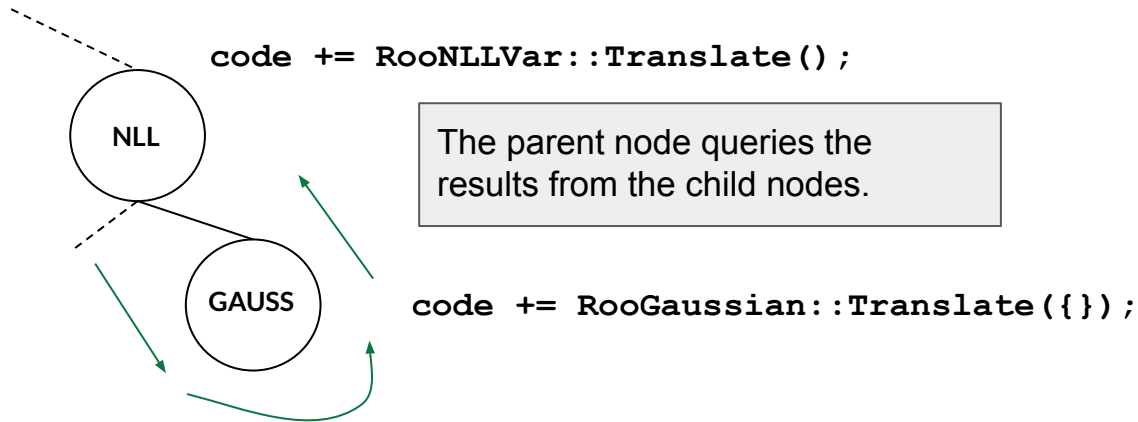 code += RooNLLVar::Translate();
NLL
The parent node queries the
results from the child nodes.
GAUSS
code += RooGaussian::Translate({});